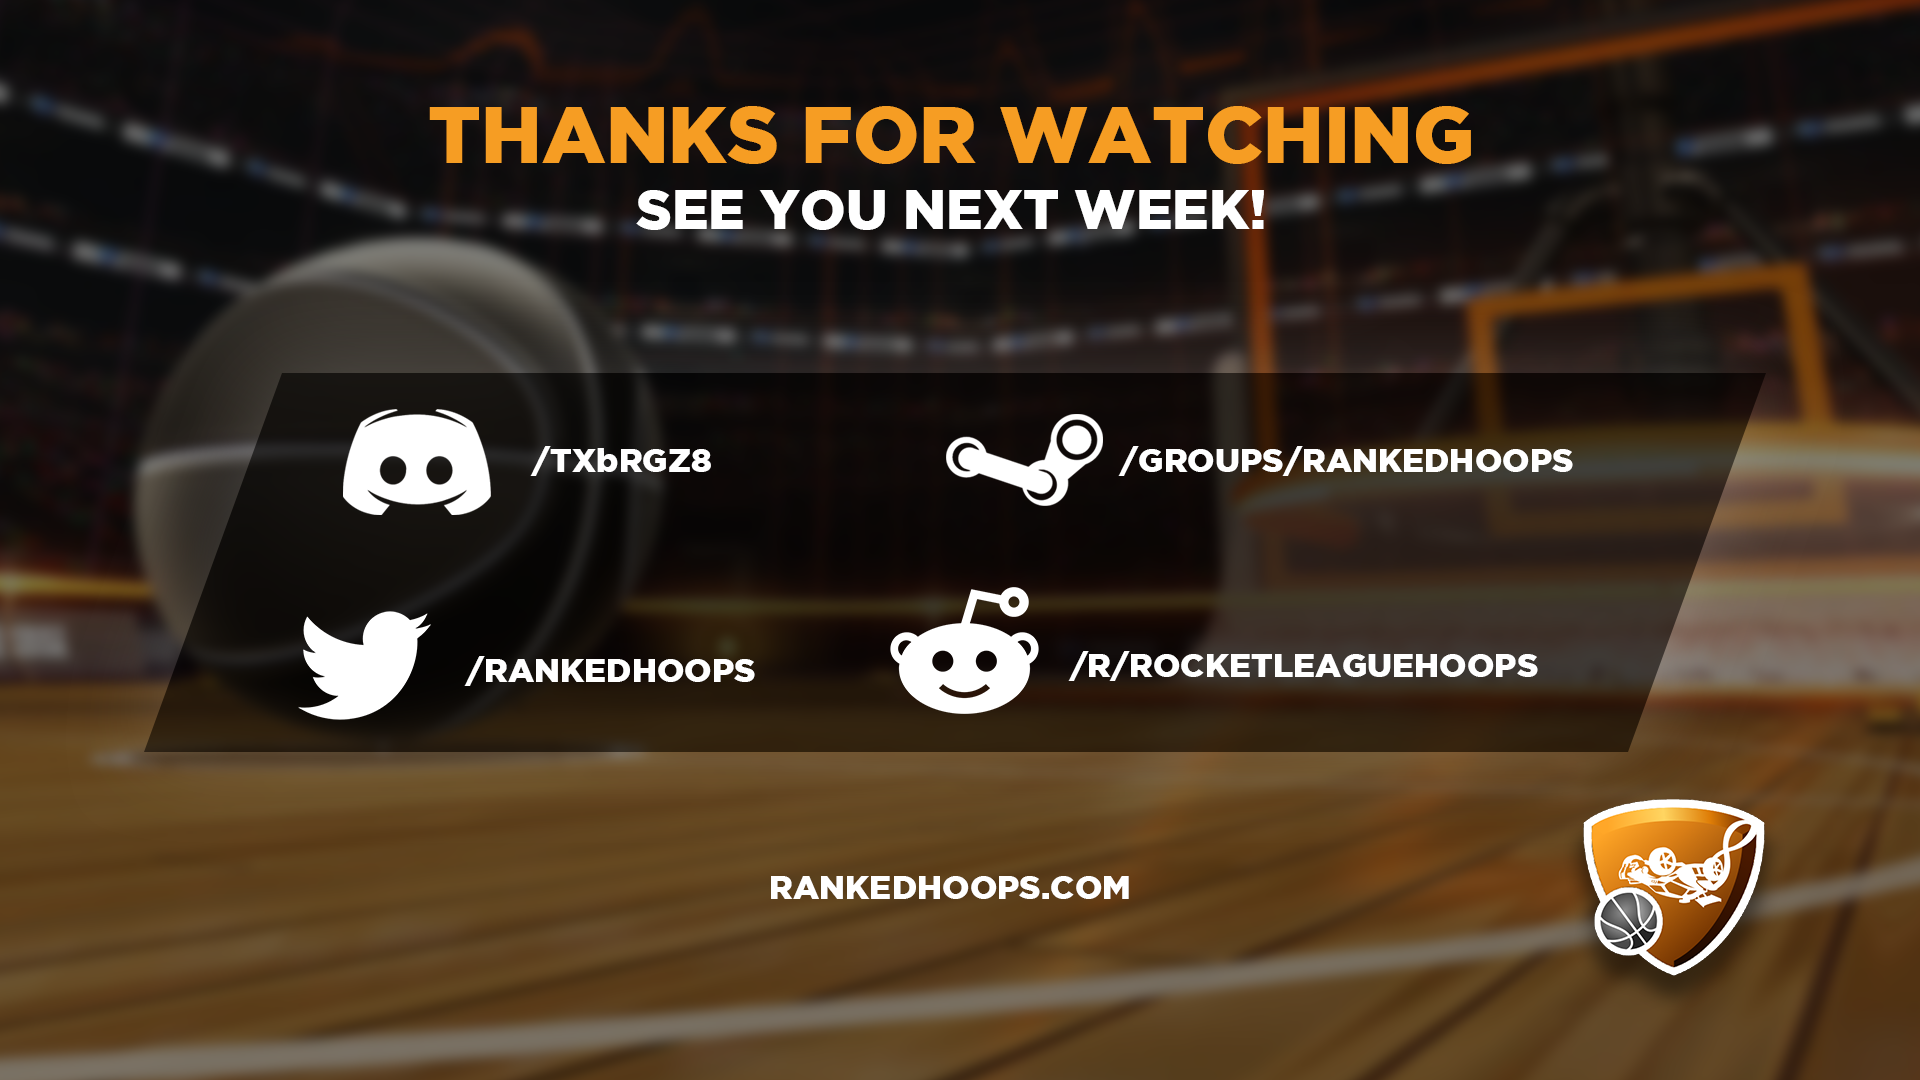 THANKS FOR WATCHING
SEE YOU NEXT WEEK!
/TXbRGZ8
/GROUPS/RANKEDHOOPS
/RANKEDHOOPS
/R/ROCKETLEAGUEHOOPS
RANKEDHOOPS.COM